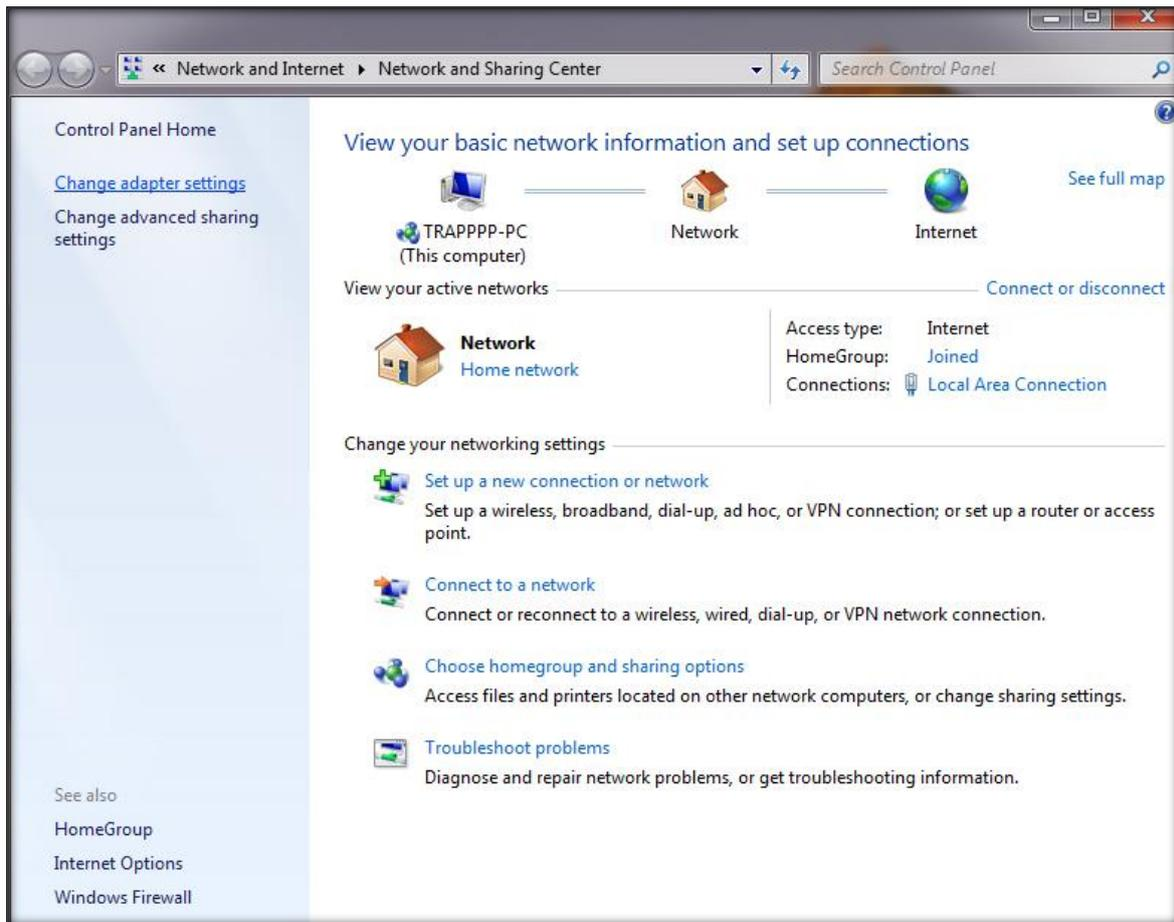 « Network and Internet ▸ Network and Sharing Center
Search Control Panel
Control Panel Home
Change adapter settings
Change advanced sharing
settings
View your basic network information and set up connections
See full map
TRAPPPP-PC
(This computer)
Network
Internet
View your active networks
Connect or disconnect
Network
Home network
Access type: Internet
HomeGroup: Joined
Connections: Local Area Connection
Change your networking settings
Set up a new connection or network
Set up a wireless, broadband, dial-up, ad hoc, or VPN connection; or set up a router or access
point.
Connect to a network
Connect or reconnect to a wireless, wired, dial-up, or VPN network connection.
Choose homegroup and sharing options
Access files and printers located on other network computers, or change sharing settings.
Troubleshoot problems
Diagnose and repair network problems, or get troubleshooting information.
See also
HomeGroup
Internet Options
Windows Firewall